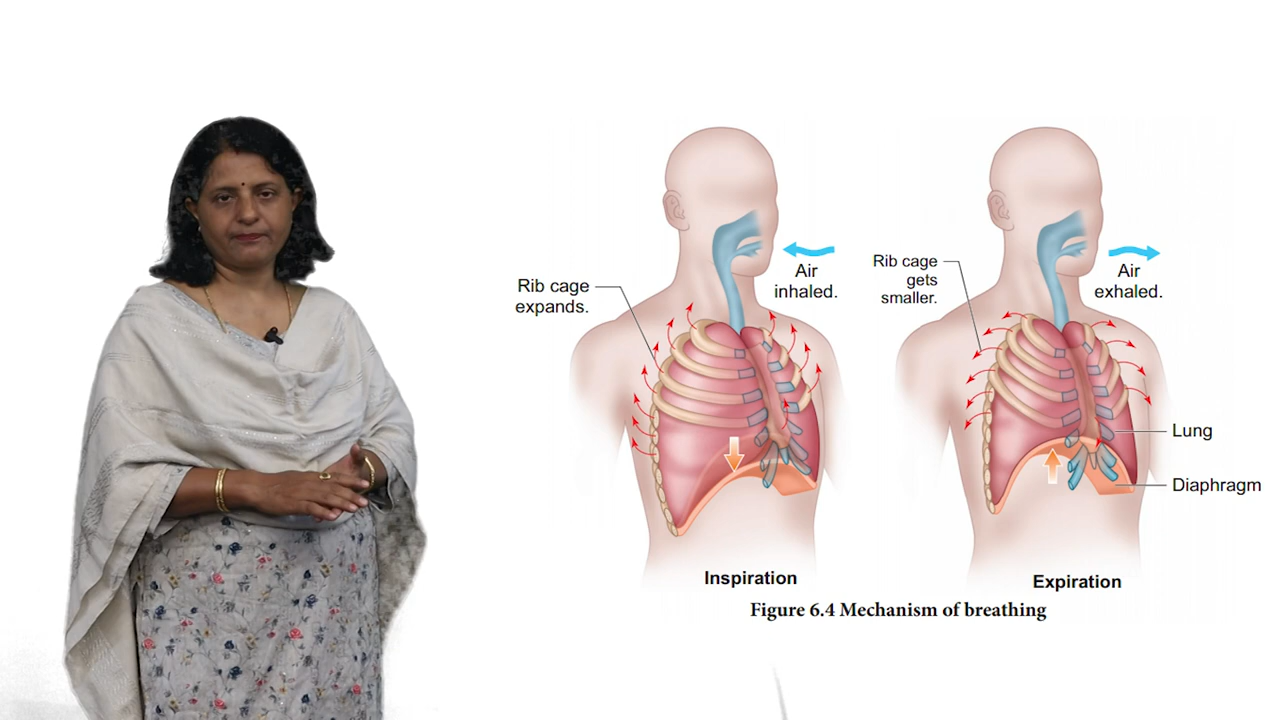 Rib cage
expands.
Air
inhaled.
Rib cage
gets
smaller.
Air
exhaled.
Lung
Diaphragm
Inspiration
Expiration
Figure 6.4 Mechanism of breathing